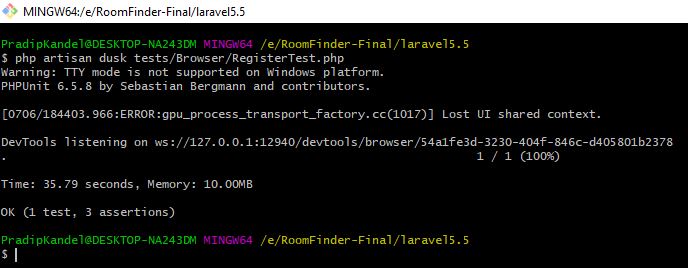 MINGW64:/e/RoomFinder-Final/laravel5.5
PradipKandel@DESKTOP-NA243DM MINGW64 /e/RoomFinder-Final/laravel5.5
$ php artisan dusk tests/Browser/RegisterTest.php
Warning: TTY mode is not supported on Windows platform.
PHPUnit 6.5.8 by Sebastian Bergmann and contributors.
[0706/184403.966:ERROR:gpu_process_transport_factory.cc(1017)] Lost UI shared context.
DevTools listening on ws://127.0.0.1:12940/devtools/browser/54a1fe3d-3230-404f-846c-d405801b2378
. 1 / 1 (100%)
Time: 35.79 seconds, Memory: 10.00MB
OK (1 test, 3 assertions)
PradipKandel@DESKTOP-NA243DM MINGW64 /e/RoomFinder-Final/laravel5.5
$